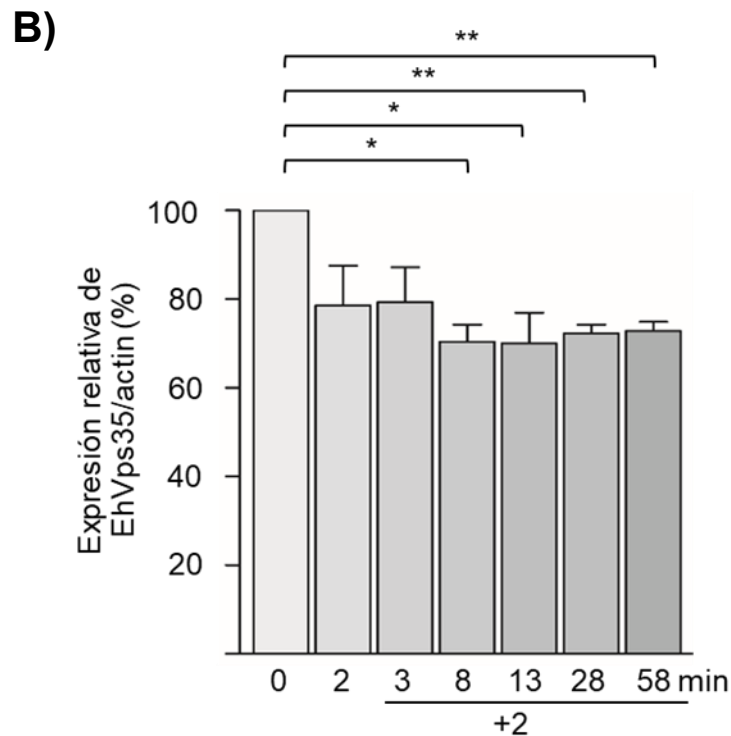 B)
**
**
*
*
100
80
60
40
20
Expresión relativa de
EhVps35/actin (%)
0 2 3 8 13 28 58 min
+2